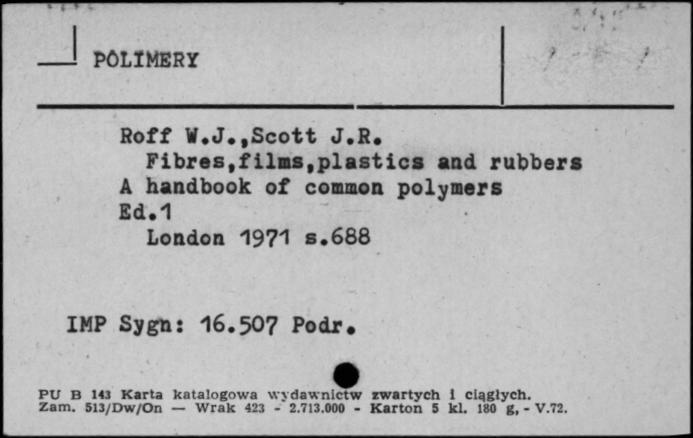 POLIMERY
Roff W.J.,Scott J.R.
Fibres,films,plastics and rubbers
A handbook of common polymers
Ed.1
London 1971 s.688
IMP Sygn: 16.507 Podr.
PU B 143 Karta katalogowa wydawnictw zwartych i ciągłych.
Zam. 513/Dw/On — Wrak 423 - 2.713.000 - Karton 5 kl. 180 g, - V.72.